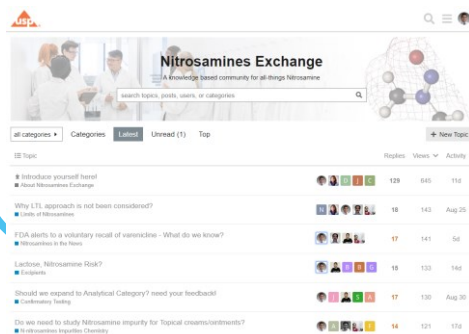 usp
Nitrosamines Exchange
A knowledge based community for all-things Nitrosamine
search topics, posts, users, or categories
all categories Categories Latest Unread (1) Top + New Topic
Topic Replies Views Activity
Introduce yourself here! D J C 129 645 11d
About Nitrosamines Exchange
Why LTL approach is not been considered? N 18 143 Aug 25
Limits of Nitrosamines
FDA alerts to a voluntary recall of varenicline - What do we know? 17 141 5d
Nitrosamines in the News
Lactose, Nitrosamine Risk? B B G 15 133 14d
Excipients
Should we expand to Analytical Category? need your feedback! S A 17 130 Aug 30
Confirmatory Testing
Do we need to study Nitrosamine impurity for Topical creams/ointments? 14 121 17d
N-nitrosamines Impurities Chemistry